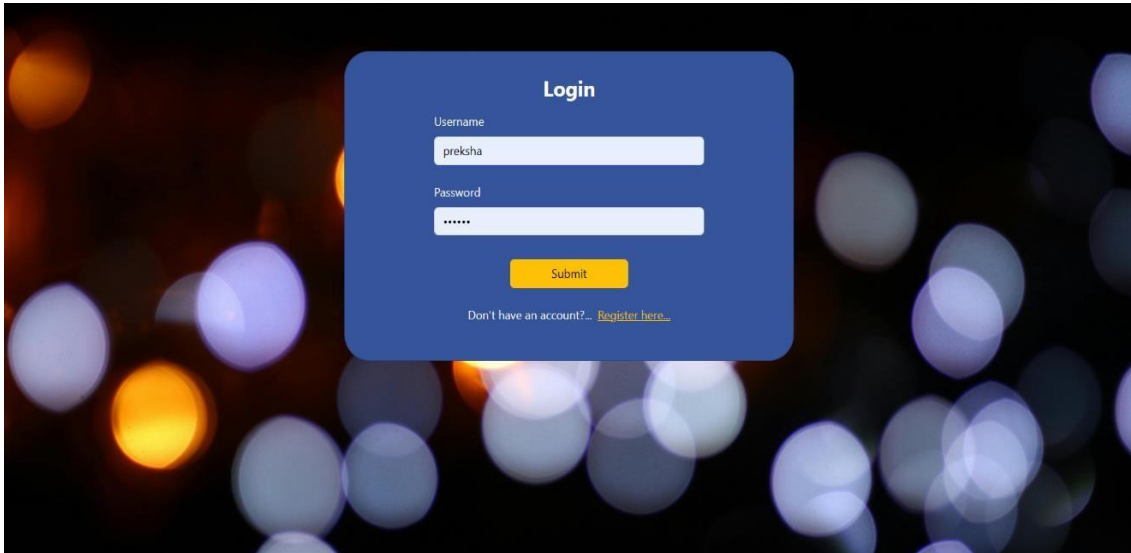 Login
Username
preksha
Password
••••••
Submit
Don't have an account?... Register here...